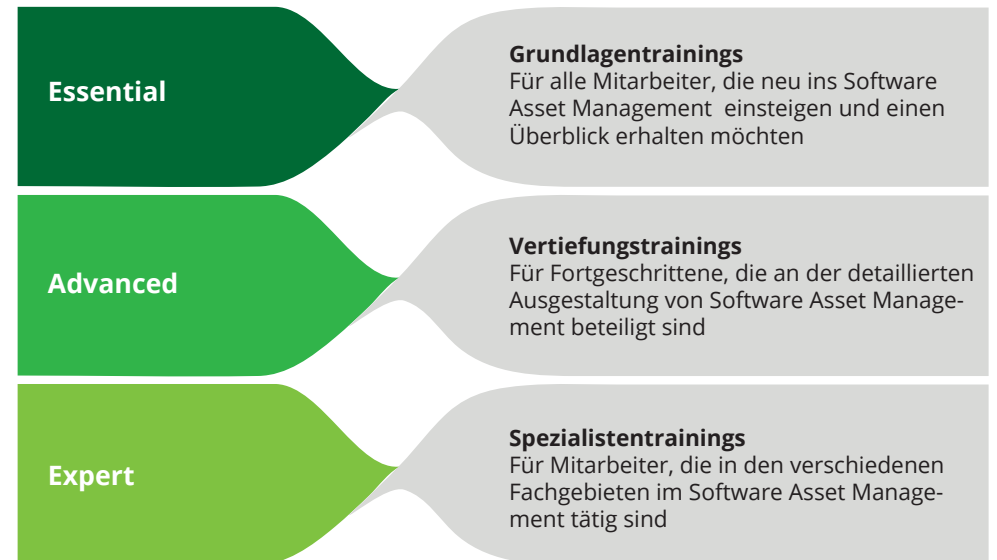 Essential
Grundlagentrainings
Für alle Mitarbeiter, die neu ins Software
Asset Management einsteigen und einen
Überblick erhalten möchten
Advanced
Vertiefungstrainings
Für Fortgeschrittene, die an der detaillierten
Ausgestaltung von Software Asset Manage-
ment beteiligt sind
Expert
Spezialistentrainings
Für Mitarbeiter, die in den verschiedenen
Fachgebieten im Software Asset Manage-
ment tätig sind